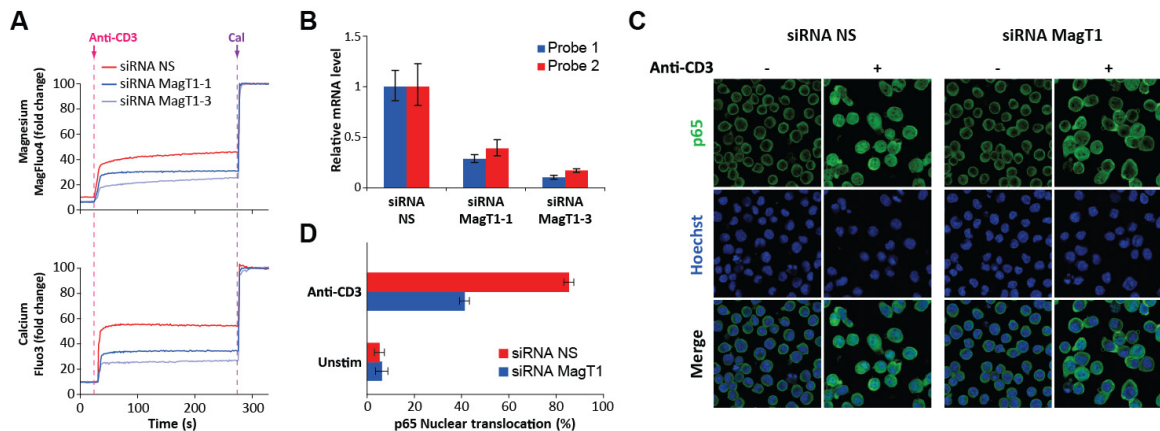 A
Anti-CD3
Cal
siRNA NS
siRNA MagT1-1
siRNA MagT1-3
Magnesium
MagFluo4 (fold change)
100
80
60
40
20
0
Calcium
Fluo3 (fold change)
100
80
60
40
20
0
0
100
200
300
Time (s)
B
Probe 1
Probe 2
Relative mRNA level
1.5
1
0.5
0
siRNA
NS
siRNA
MagT1-1
siRNA
MagT1-3
D
Anti-CD3
Unstim
siRNA NS
siRNA MagT1
0
20
40
60
80
100
p65 Nuclear translocation (%)
C
siRNA NS
siRNA MagT1
Anti-CD3
-
+
-
+
p65
Hoechst
Merge